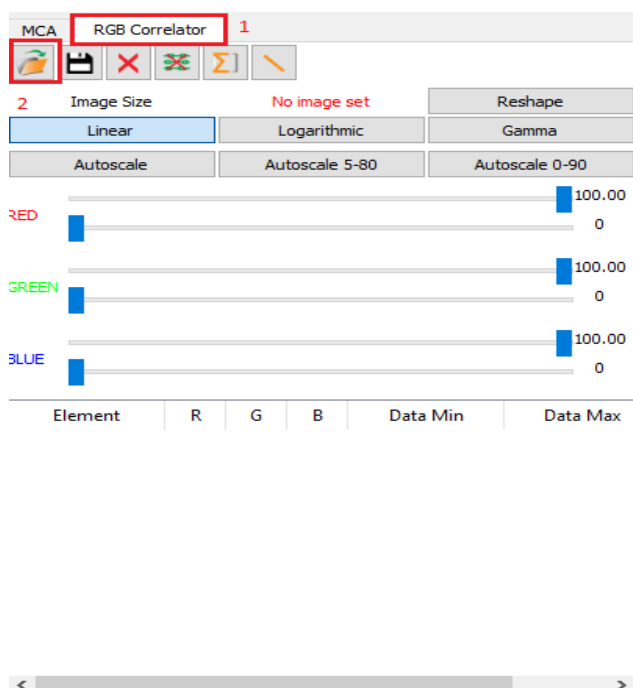 MCA RGB Correlator 1
2 Image Size No image set Reshape
Linear Logarithmic Gamma
Autoscale Autoscale 5-80 Autoscale 0-90
100.00
RED
0
100.00
GREEN
0
100.00
BLUE
0
Element R G B Data Min Data Max